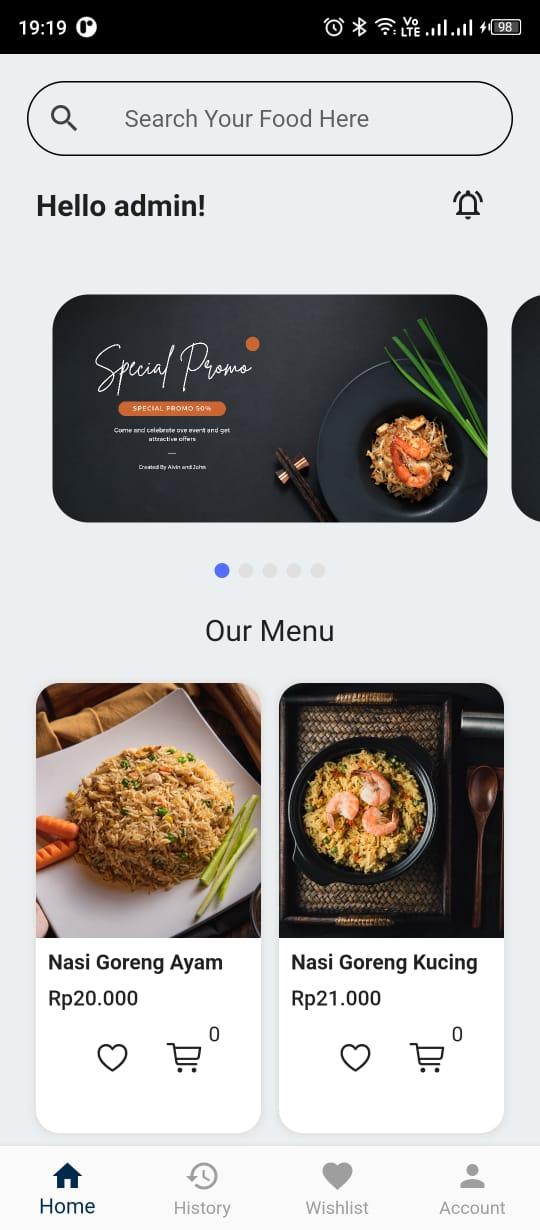 19:19
Vo
LTE
98
Search Your Food Here
Hello admin!
Special Promo
SPECIAL PROMO 50%
Come and celebrate ove event and get
attractive offers
Created By Alvin and John
Our Menu
Nasi Goreng Ayam
Nasi Goreng Kucing
Rp20.000
Rp21.000
0
0
Home
History
Wishlist
Account